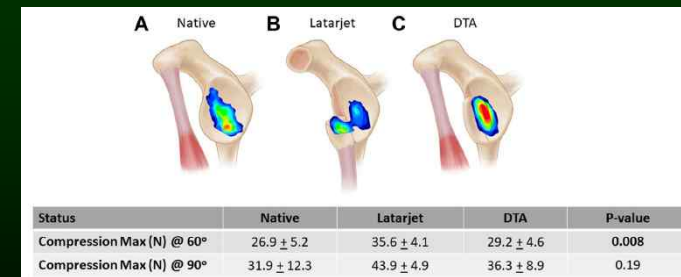 A Native B Latarjet C DTA
Status Native Latarjet DTA P-value
Compression Max (N) @ 60° 26.9 ± 5.2 35.6 ± 4.1 29.2 ± 4.6 0.008
Compression Max (N) @ 90° 31.9 ± 12.3 43.9 ± 4.9 36.3 ± 8.9 0.19